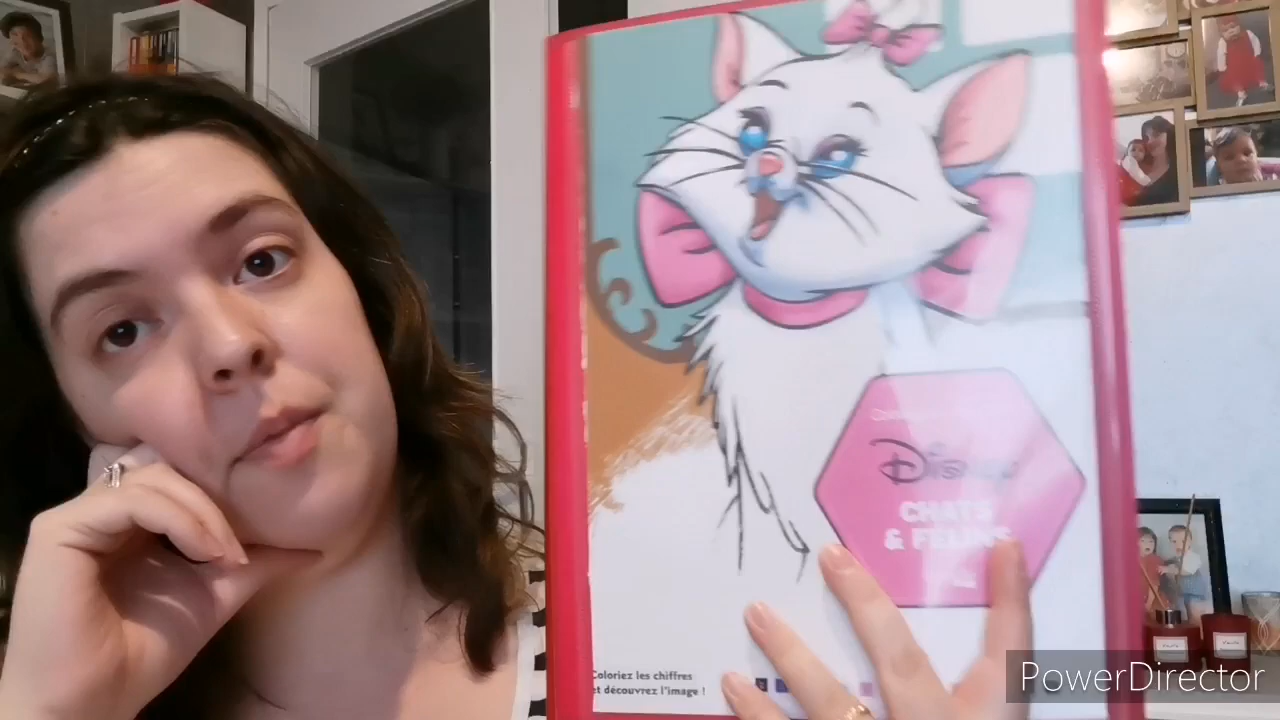 Disney
CHATS
& FÉLINS
Coloriez les chiffres
et découvrez l'image !
PowerDirector